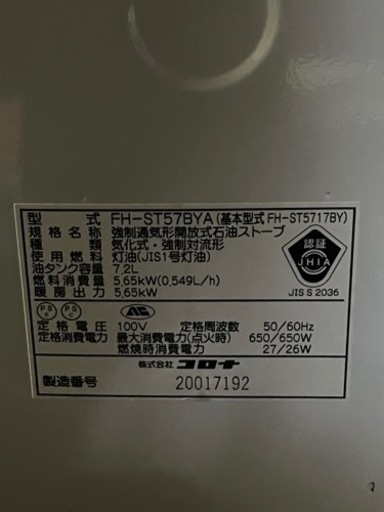 型式 FH-ST57BYA(基本型式 FH-ST5717BY)
規格名称 強制通気形開放式石油ストーブ
種類 気化式・強制対流形
使用燃料 灯油(JIS1号灯油)
油タンク容量 7.2L
燃料消費量 5.65kW(0.549L/h)
暖房出力 5.65kW
認証
JHIA
JIS S 2036
定格電圧 100V 定格周波数 50/60Hz
定格消費電力 最大消費電力(点火時) 650/650W
燃焼時消費電力 27/26W
株式会社 コロナ
製造番号 20017192